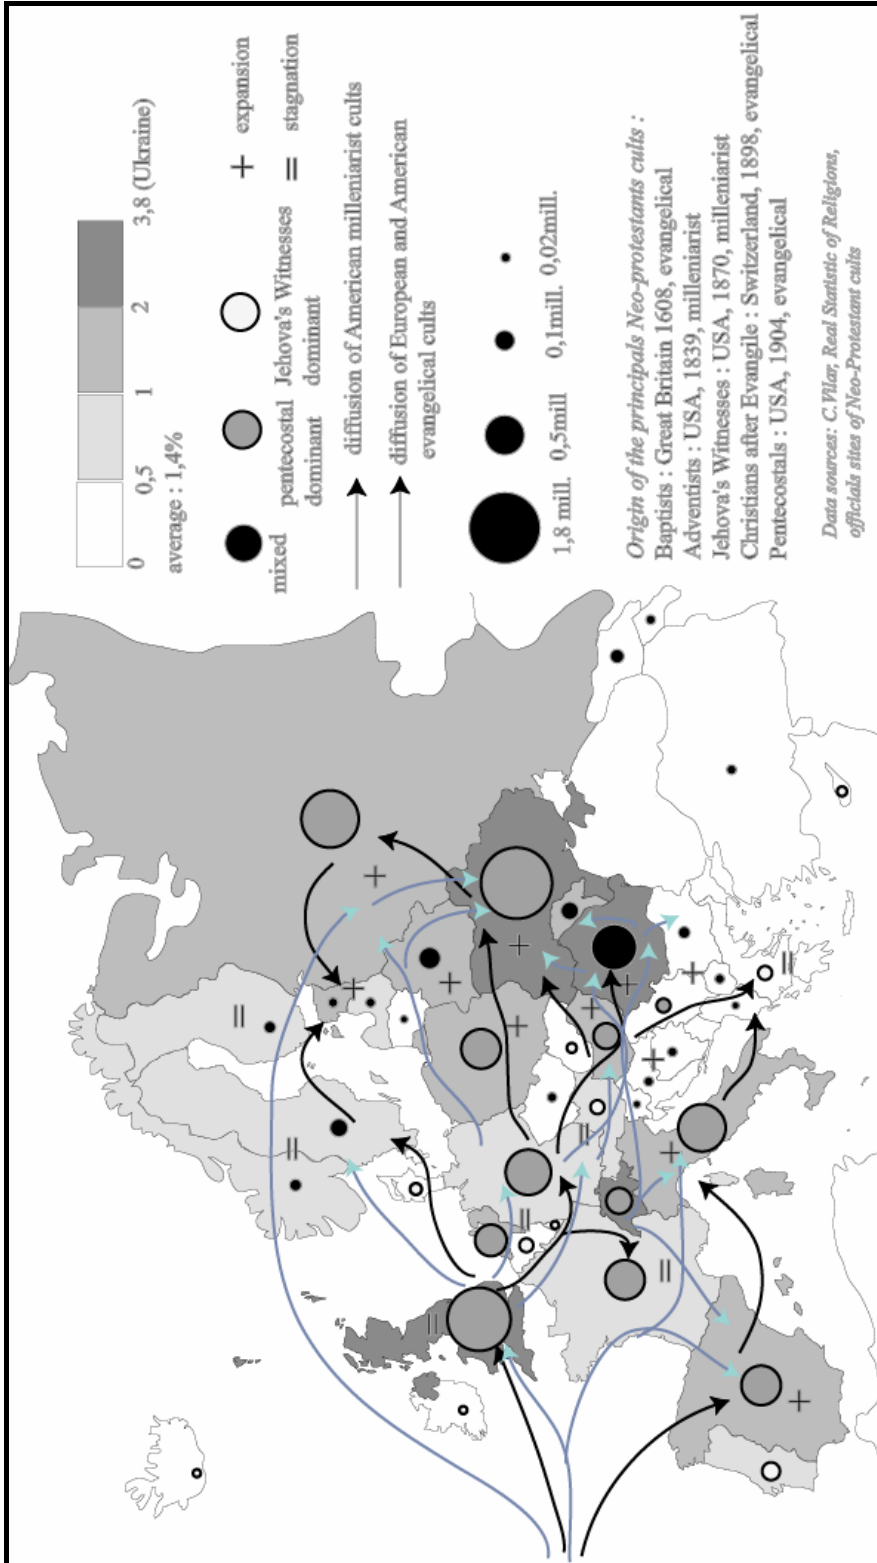 0 0,5 1 2 3,8 (Ukraine)
average : 1,4%
mixed
pentecostal
dominant
Jehova's Witnesses
dominant
+ expansion
= stagnation
diffusion of American milleniarist cults
diffusion of European and American
evangelical cults
1,8 mill. 0,5mill 0,1mill. 0,02mill.
Origin of the principals Neo-protestants cults :
Baptists : Great Britain 1608, evangelical
Adventists : USA, 1839, milleniarist
Jehova's Witnesses : USA, 1870, milleniarist
Christians after Evangile : Switzerland, 1898, evangelical
Pentecostals : USA, 1904, evangelical
Data sources: C.Vilar, Real Statistic of Religions,
officials sites of Neo-Protestant cults